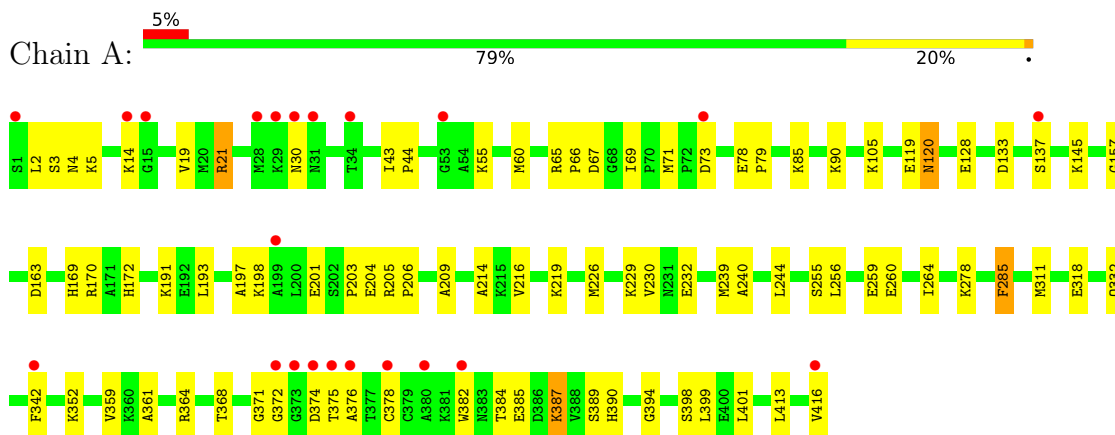 5%
Chain A:
79% 20% •
S1 L2 S3 N4 K5 K14 G15 V19 M20 R21 M28 K29 N30 N31 T34 I43 P44 G53 A54 K55 M60 R65 P66 D67 G68 I69 P70 M71 P72 D73 E78 P79 K85 K90 K105 E119 N120 E128 D133 S137 K145 G157
D163 H169 R170 A171 H172 K191 E192 L193 A197 K198 A199 L200 E201 S202 P203 E204 R205 P206 A209 A214 K215 V216 K219 M226 K229 V230 N231 E232 M239 A240 L244 S255 L256 E259 E260 I264 K278 F285 M311 E318
F342 K352 V359 K360 A361 R364 T368 G371 G372 G373 D374 T375 A376 T377 C378 C379 A380 K381 W382 N383 T384 E385 D386 K387 V388 S389 H390 G394 S398 L399 E400 L401 L413 V416